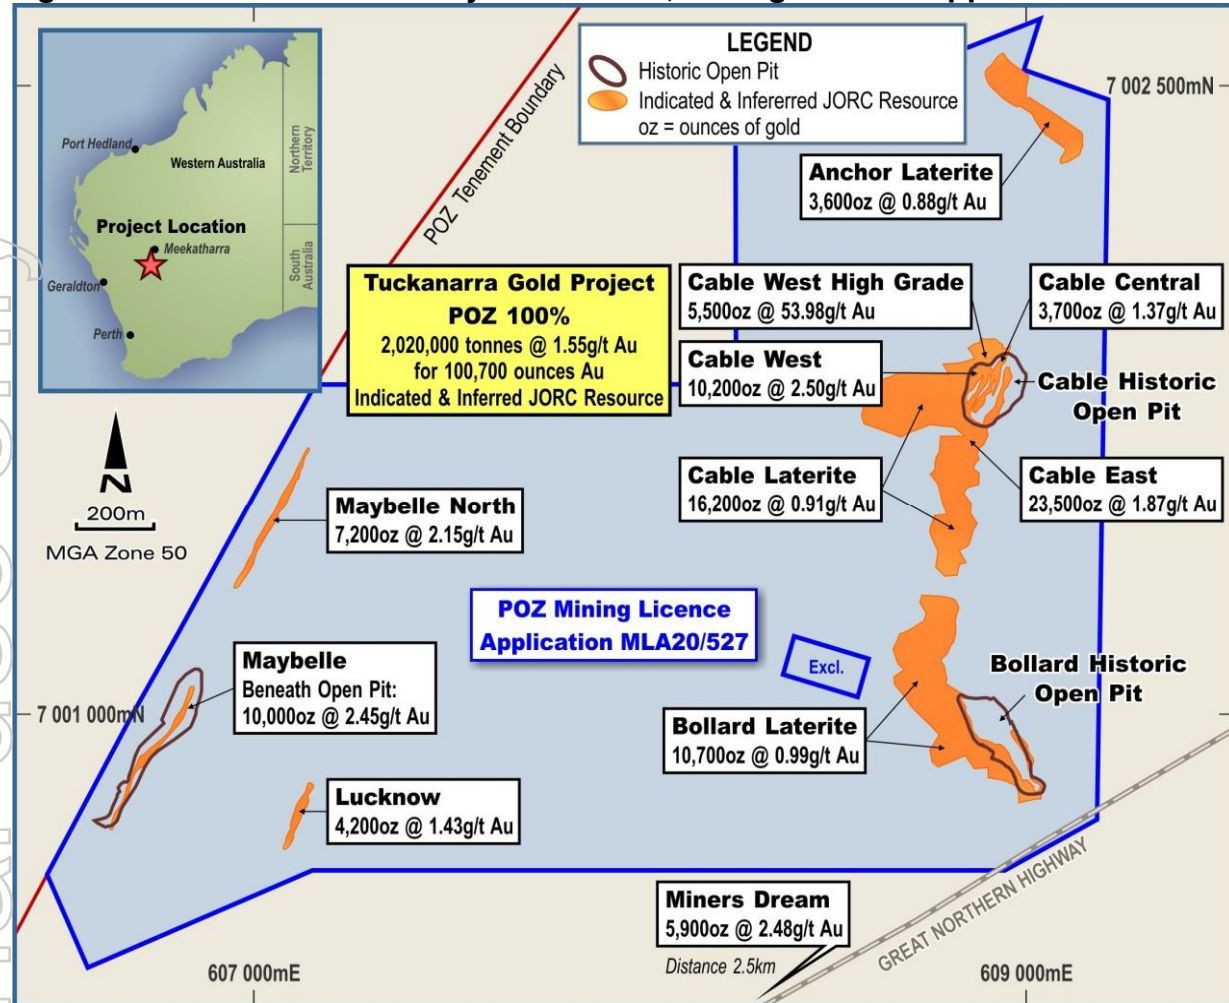 LEGEND
Historic Open Pit
Indicated & Infererred JORC Resource
oz = ounces of gold
7 002 500mN
POZ Tenement Boundary
Port Hedland
Western Australia
Northern
Territory
Project Location
Meekatharra
South
Australia
Geraldton
Perth
Anchor Laterite
3,600oz @ 0.88g/t Au
Tuckanarra Gold Project
POZ 100%
2,020,000 tonnes @ 1.55g/t Au
for 100,700 ounces Au
Indicated & Inferred JORC Resource
Cable West High Grade
5,500oz @ 53.98g/t Au
Cable Central
3,700oz @ 1.37g/t Au
Cable West
10,200oz @ 2.50g/t Au
Cable Historic
Open Pit
Cable Laterite
16,200oz @ 0.91g/t Au
Cable East
23,500oz @ 1.87g/t Au
N
200m
MGA Zone 50
Maybelle North
7,200oz @ 2.15g/t Au
POZ Mining Licence
Application MLA20/527
Excl.
Maybelle
Beneath Open Pit:
10,000oz @ 2.45g/t Au
Bollard Historic
Open Pit
7 001 000mN
Bollard Laterite
10,700oz @ 0.99g/t Au
Lucknow
4,200oz @ 1.43g/t Au
Miners Dream
5,900oz @ 2.48g/t Au
Distance 2.5km
GREAT NORTHERN HIGHWAY
607 000mE
609 000mE